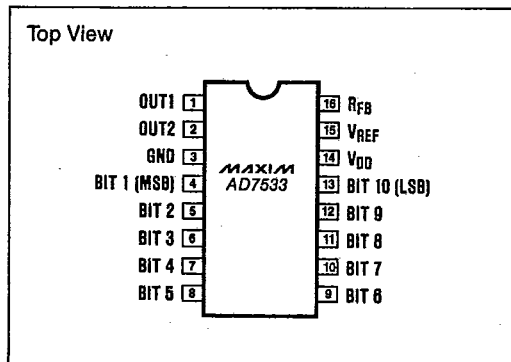 Top View
OUT1 1
OUT2 2
GND 3
BIT 1 (MSB) 4
BIT 2 5
BIT 3 6
BIT 4 7
BIT 5 8
MAXIM
AD7533
16 RFB
15 VREF
14 VDD
13 BIT 10 (LSB)
12 BIT 9
11 BIT 8
10 BIT 7
9 BIT 6